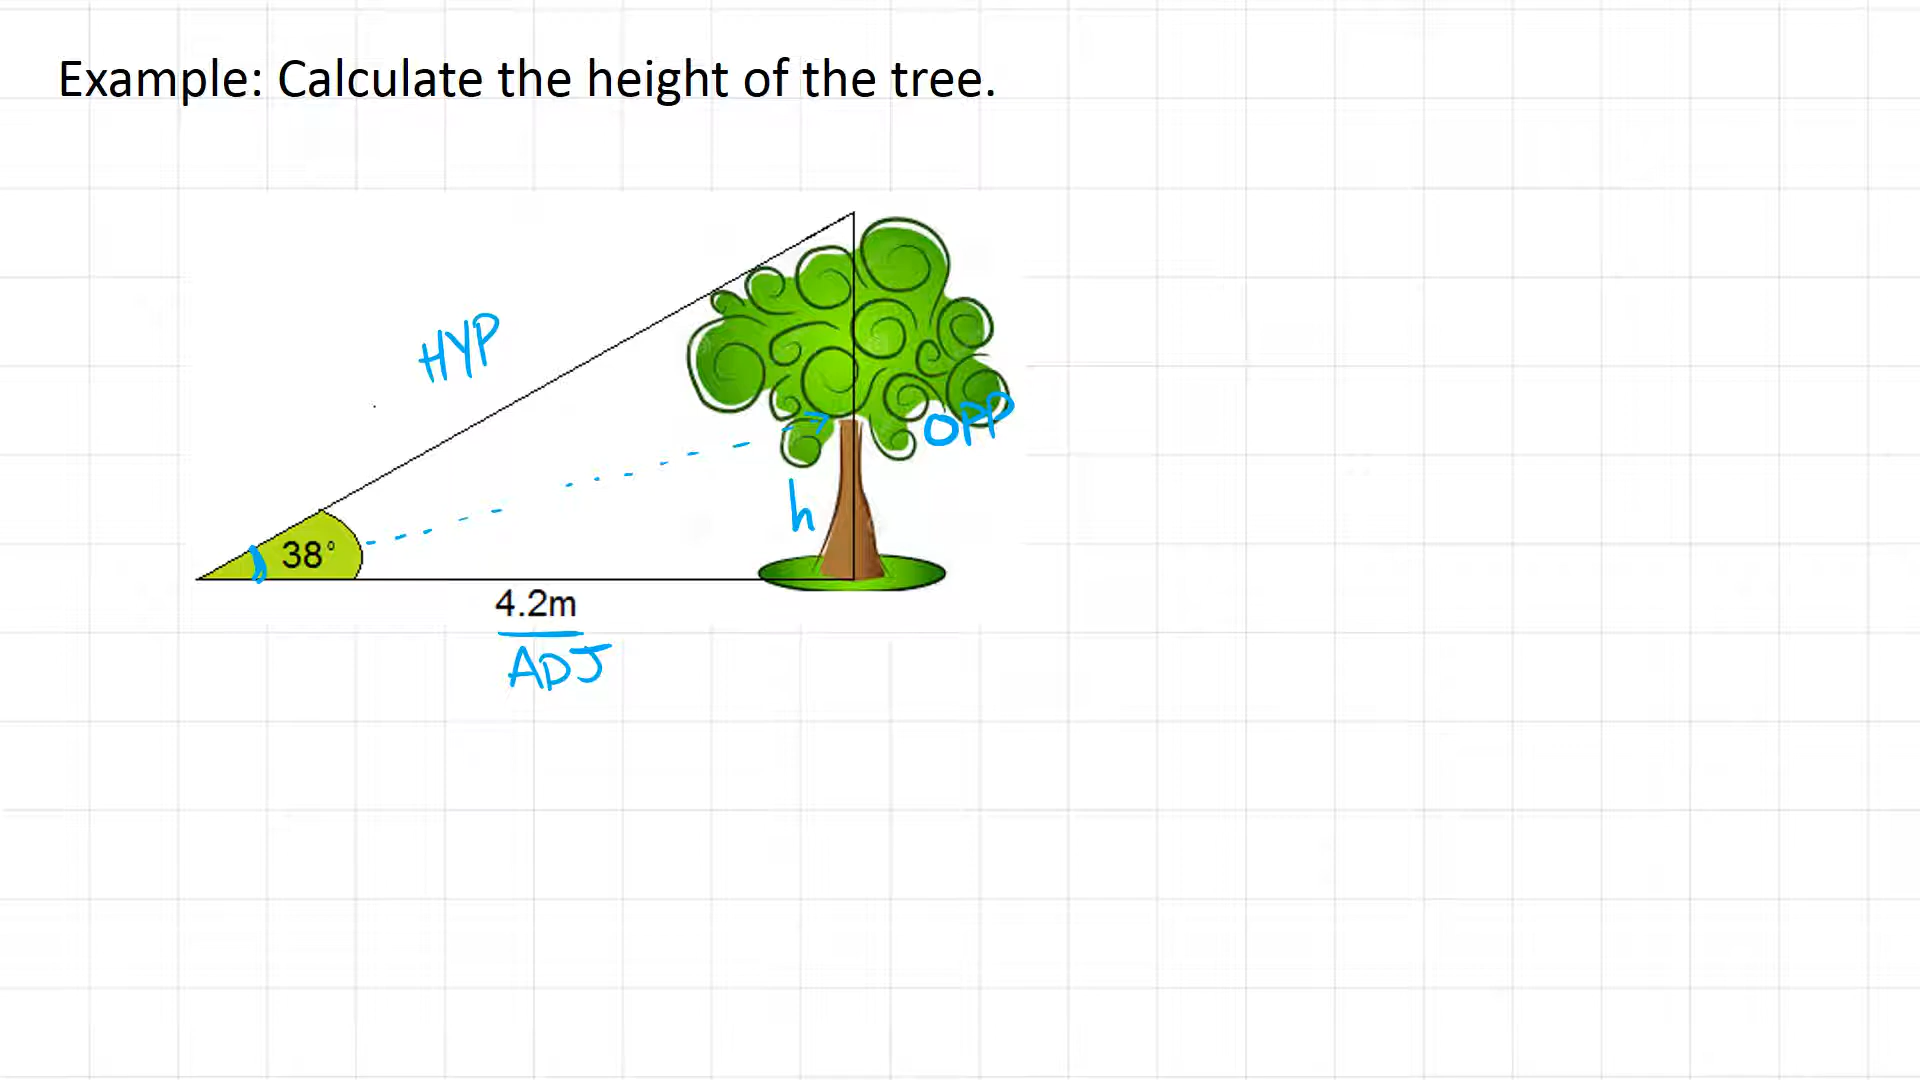 Example: Calculate the height of the tree.
HYP
OPP
h
38°
4.2m
ADJ